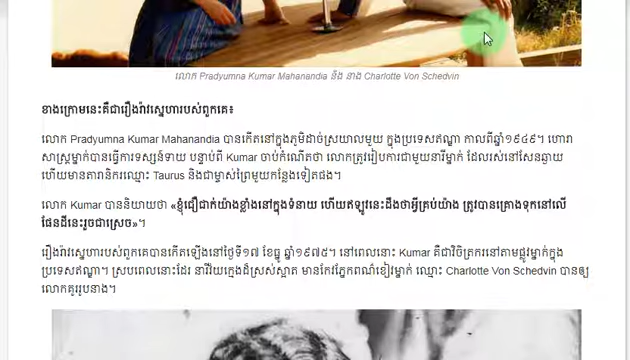 លោក Pradyumna Kumar Mahanandia និង នាង Charlotte Von Schedvin
ខាងក្រោមនេះគឺជារឿងរ៉ាវស្នេហារបស់ពួកគេ៖
លោក Pradyumna Kumar Mahanandia បានកើតនៅក្នុងភូមិដាច់ស្រយាលមួយ ក្នុងប្រទេសឥណ្ឌា កាលពីឆ្នាំ១៩៤៩។ ហោរា
សាស្ត្រម្នាក់បានធ្វើការទស្សន៍ទាយ បន្ទាប់ពី Kumar ចាប់កំណើតថា លោកត្រូវរៀបការជាមួយនារីម្នាក់ ដែលរស់នៅសែនឆ្ងាយ
ហើយមានតារានិករឈ្មោះ Taurus និងជាម្ចាស់ព្រៃមួយកន្លែងទៀតផង។
លោក Kumar បាននិយាយថា «ខ្ញុំជឿជាក់យ៉ាងខ្លាំងនៅក្នុងទំនាយ ហើយឥឡូវនេះដឹងថាអ្វីគ្រប់យ៉ាង ត្រូវបានគ្រោងទុកនៅលើ
ផែនដីនេះរួចជាស្រេច»។
រឿងរ៉ាវស្នេហារបស់ពួកគេបានកើតឡើងនៅថ្ងៃទី១៧ ខែធ្នូ ឆ្នាំ១៩៧៥។ នៅពេលនោះ Kumar គឺជាវិចិត្រករនៅតាមផ្លូវម្នាក់ក្នុង
ប្រទេសឥណ្ឌា។ ស្របពេលនោះដែរ នារីវ័យក្មេងដ៏ស្រស់ស្អាត មានកែវភ្នែកពណ៌ខៀវម្នាក់ ឈ្មោះ Charlotte Von Schedvin បានឲ្យ
លោកគូររូបនាង។